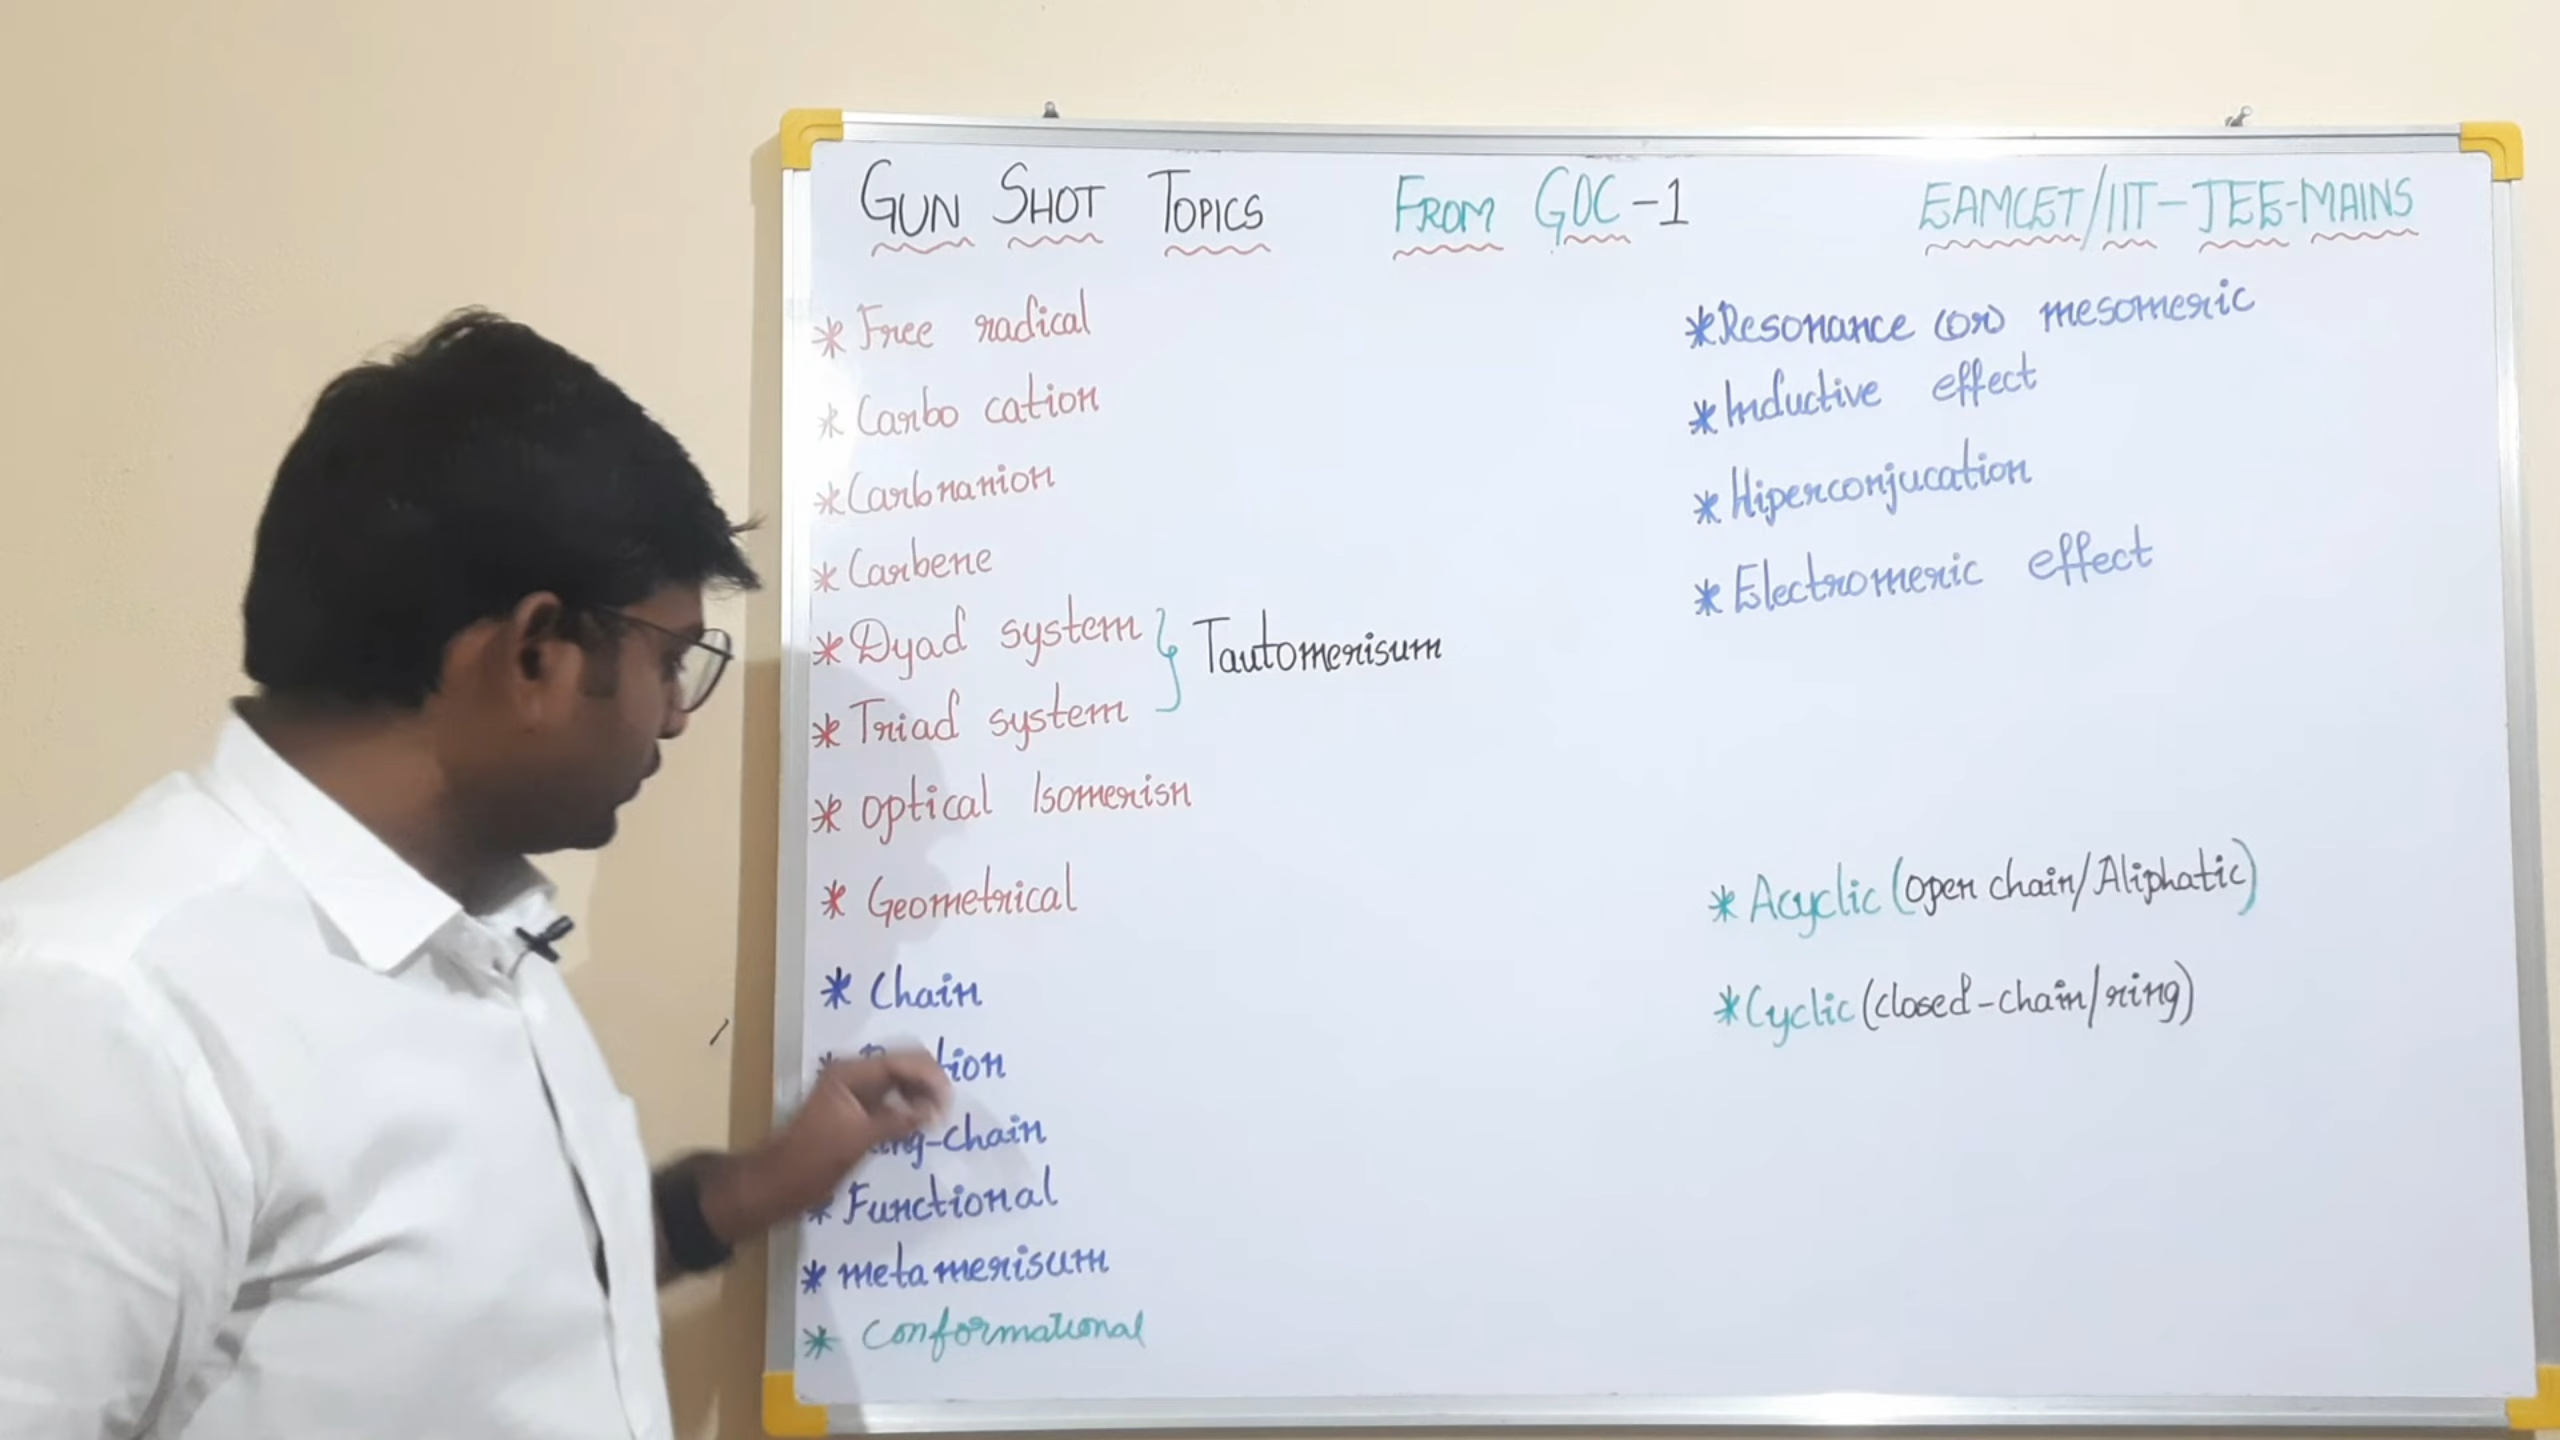 GUN SHOT TOPICS FROM GOC-1 EAMCET/IIT-JEE-MAINS
* Free radical
* Carbo cation
* Carbnanion
* Carbene
* Dyad system
* Triad system
Tautomerisum
* optical Isomerisn
* Geometrical
* Chain
* Functional
* metamerisum
* Conformational
* Resonance (or) mesomeric
* Inductive effect
* Hiperconjucation
* Electromeric effect
* Acyclic (open chain/Aliphatic)
* Cyclic (closed-chain/ring)